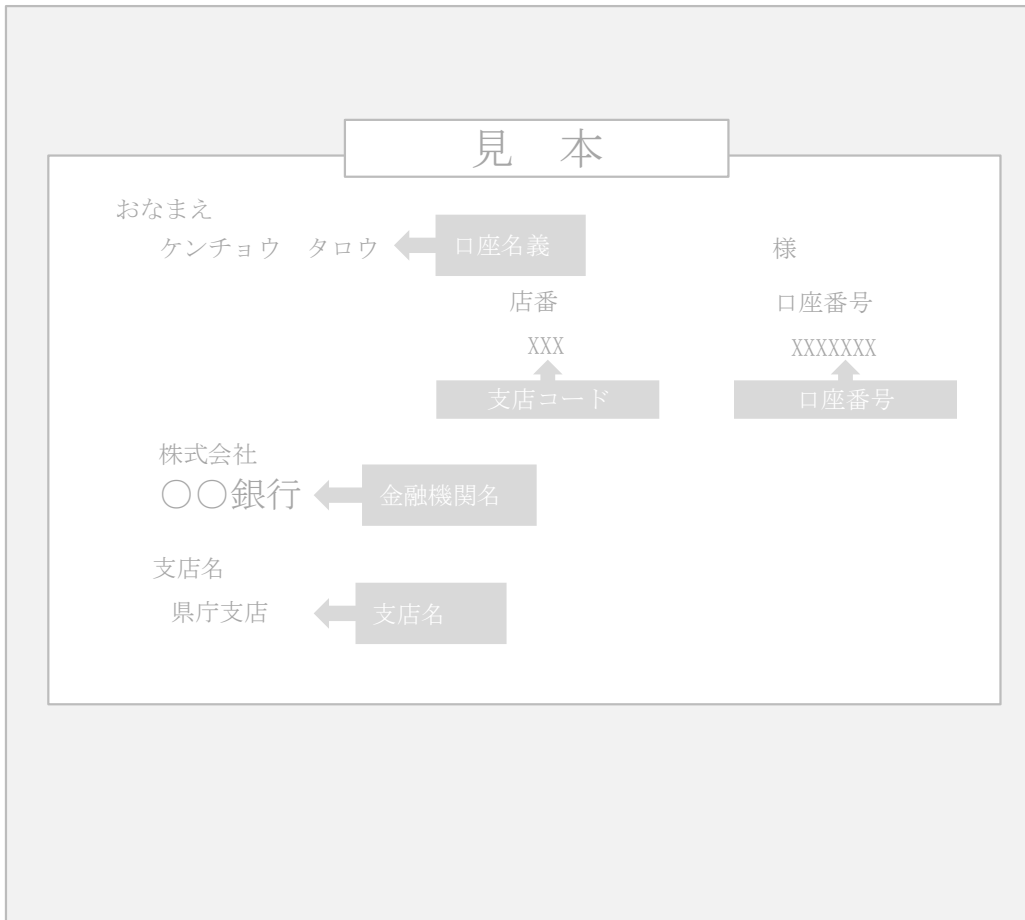 見　本
おなまえ
ケンチョウ　タロウ 口座名義 様
店番 口座番号
XXX XXXXXXX
支店コード 口座番号
株式会社
〇〇銀行 金融機関名
支店名
県庁支店 支店名